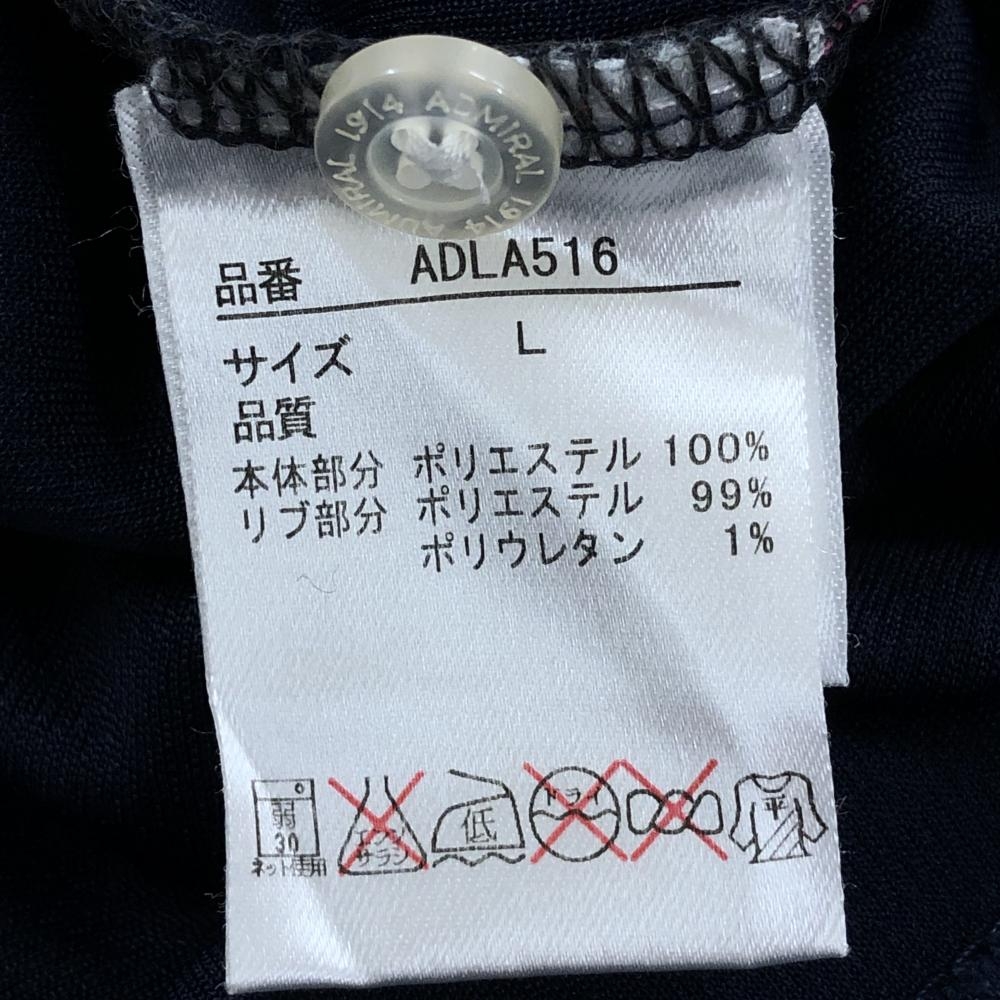 ADMIRAL 1914 ADMIRAL 1914
品番 ADLA516
サイズ L
品質
本体部分 ポリエステル 100%
リブ部分 ポリエステル 99%
ポリウレタン 1%
弱
30
ネット使用
エンソ
サラシ
低
ドライ
平